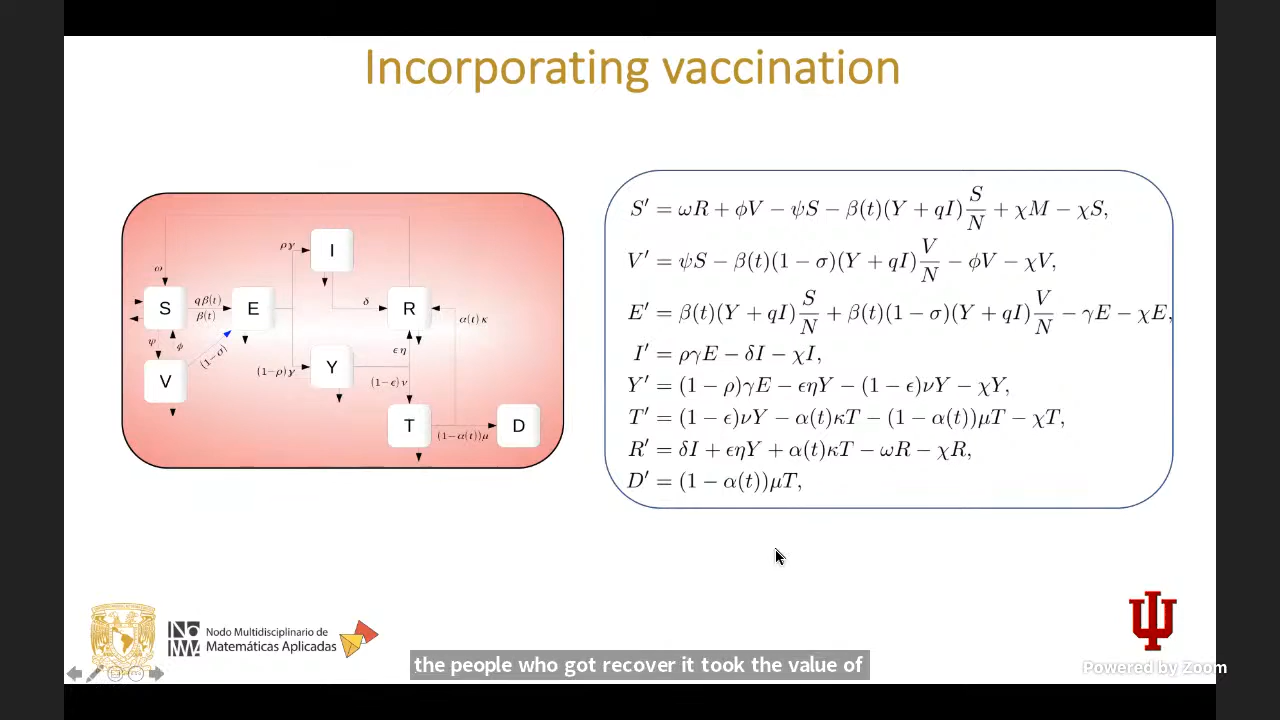 Incorporating vaccination
ω
S
qβ(t)
β(t)
E
ργ
I
δ
R
α(t) κ
ψ
φ
(1-σ)
V
(1-ρ)γ
Y
ϵ η
(1-ϵ) ν
T
(1-α(t))μ
D
S′ = ωR + ϕV − ψS − β(t)(Y + qI) S/N + χM − χS,
V′ = ψS − β(t)(1 − σ)(Y + qI) V/N − ϕV − χV,
E′ = β(t)(Y + qI) S/N + β(t)(1 − σ)(Y + qI) V/N − γE − χE,
I′ = ργE − δI − χI,
Y′ = (1 − ρ)γE − ϵηY − (1 − ϵ)νY − χY,
T′ = (1 − ϵ)νY − α(t)κT − (1 − α(t))μT − χT,
R′ = δI + ϵηY + α(t)κT − ωR − χR,
D′ = (1 − α(t))μT,
Nodo Multidisciplinario de
Matemáticas Aplicadas
the people who got recover it took the value of
Powered by Zoom